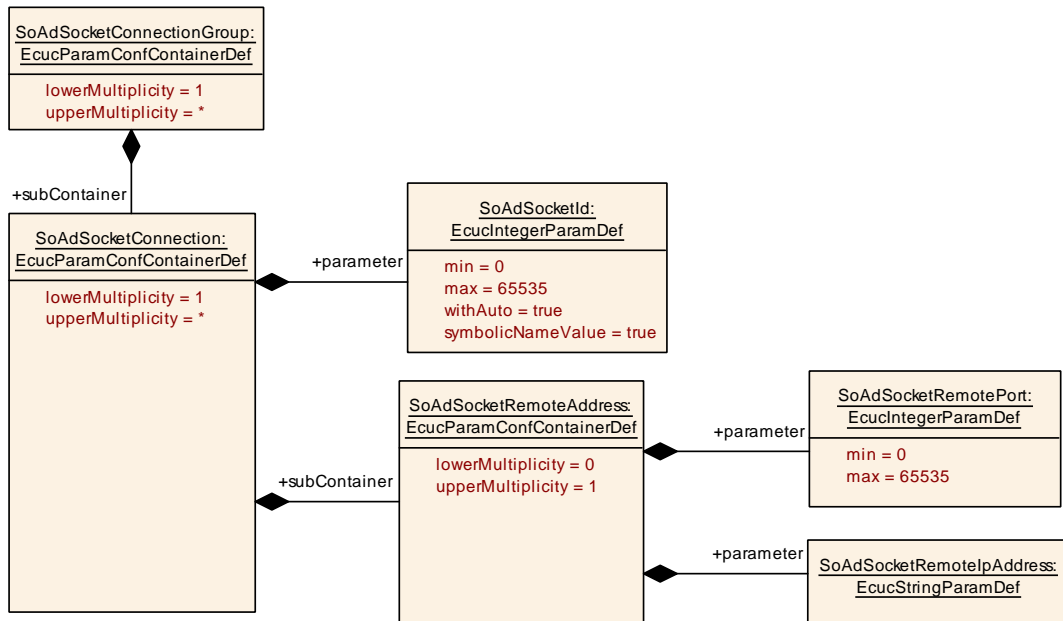 SoAdSocketConnectionGroup:
EcucParamConfContainerDef
lowerMultiplicity = 1
upperMultiplicity = *
+subContainer
SoAdSocketConnection:
EcucParamConfContainerDef
lowerMultiplicity = 1
upperMultiplicity = *
+parameter
SoAdSocketId:
EcucIntegerParamDef
min = 0
max = 65535
withAuto = true
symbolicNameValue = true
+subContainer
SoAdSocketRemoteAddress:
EcucParamConfContainerDef
lowerMultiplicity = 0
upperMultiplicity = 1
+parameter
SoAdSocketRemotePort:
EcucIntegerParamDef
min = 0
max = 65535
+parameter
SoAdSocketRemoteIpAddress:
EcucStringParamDef